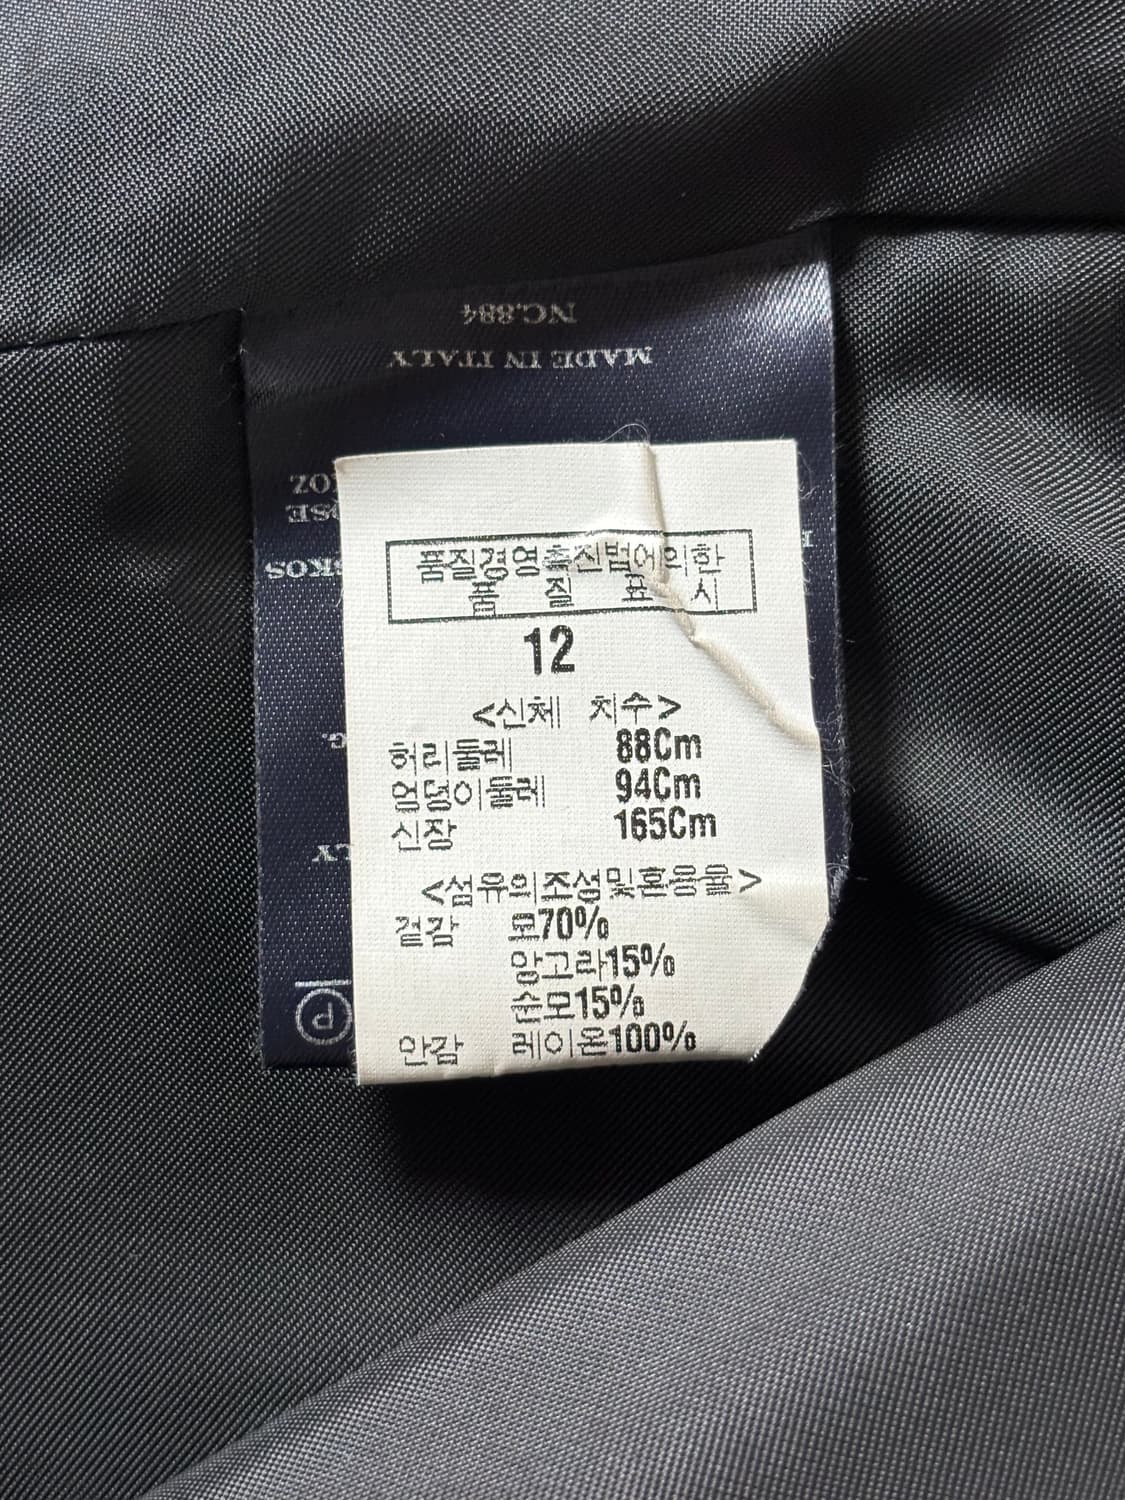 NC.884
MADE IN ITALY
품질경영촉진법에의한
품 질 표 시
12
<신체 치수>
허리둘레 88Cm
엉덩이둘레 94Cm
신장 165Cm
<섬유의조성및혼용율>
겉감 모70%
앙고라15%
순모15%
안감 레이온100%
P